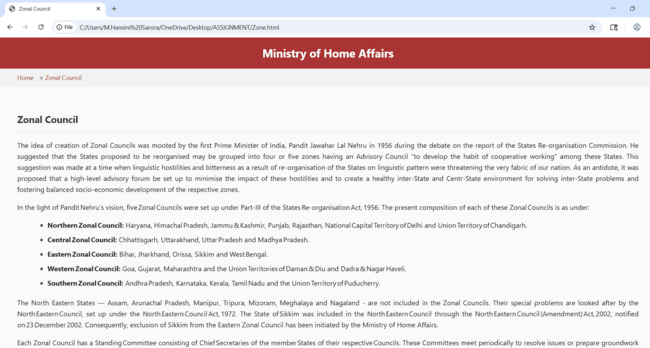 Zonal Council
File C:/Users/M.Hansini%20Sarora/OneDrive/Desktop/ASSIGNMENT/Zone.html
Ministry of Home Affairs
Home > Zonal Council
Zonal Council
The idea of creation of Zonal Councils was mooted by the first Prime Minister of India, Pandit Jawahar Lal Nehru in 1956 during the debate on the report of the States Re-organisation Commission. He
suggested that the States proposed to be reorganised may be grouped into four or five zones having an Advisory Council "to develop the habit of cooperative working" among these States. This
suggestion was made at a time when linguistic hostilities and bitterness as a result of re-organisation of the States on linguistic pattern were threatening the very fabric of our nation. As an antidote, it was
proposed that a high-level advisory forum be set up to minimise the impact of these hostilities and to create a healthy inter-State and Centr-State environment for solving inter-State problems and
fostering balanced socio-economic development of the respective zones.
In the light of Pandit Nehru's vision, five Zonal Councils were set up under Part-III of the States Re-organisation Act, 1956. The present composition of each of these Zonal Councils is as under:
• Northern Zonal Council: Haryana, Himachal Pradesh, Jammu & Kashmir, Punjab, Rajasthan, National Capital Territory of Delhi and Union Territory of Chandigarh.
• Central Zonal Council: Chhattisgarh, Uttarakhand, Uttar Pradesh and Madhya Pradesh.
• Eastern Zonal Council: Bihar, Jharkhand, Orissa, Sikkim and West Bengal.
• Western Zonal Council: Goa, Gujarat, Maharashtra and the Union Territories of Daman & Diu and Dadra & Nagar Haveli.
• Southern Zonal Council: Andhra Pradesh, Karnataka, Kerala, Tamil Nadu and the Union Territory of Puducherry.
The North Eastern States — Assam, Arunachal Pradesh, Manipur, Tripura, Mizoram, Meghalaya and Nagaland - are not included in the Zonal Councils. Their special problems are looked after by the
North Eastern Council, set up under the North Eastern Council Act, 1972. The State of Sikkim was included in the North Eastern Council through the North Eastern Council (Amendment) Act, 2002, notified
on 23 December 2002. Consequently, exclusion of Sikkim from the Eastern Zonal Council has been initiated by the Ministry of Home Affairs.
Each Zonal Council has a Standing Committee consisting of Chief Secretaries of the member States of their respective Councils. These Committees meet periodically to resolve issues or prepare groundwork